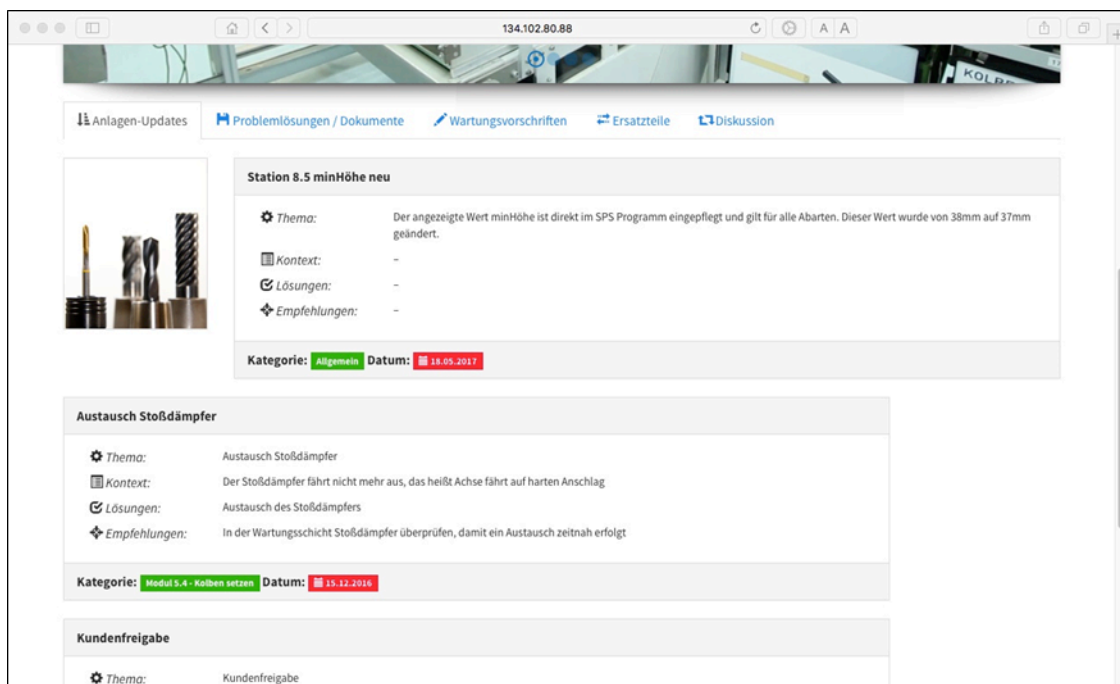 134.102.80.88
A A
KOLBE
Anlagen-Updates Problemlösungen / Dokumente Wartungsvorschriften Ersatzteile Diskussion
Station 8.5 minHöhe neu
Thema: Der angezeigte Wert minHöhe ist direkt im SPS Programm eingepflegt und gilt für alle Abarten. Dieser Wert wurde von 38mm auf 37mm
geändert.
Kontext: –
Lösungen: –
Empfehlungen: –
Kategorie: Allgemein Datum: 18.05.2017
Austausch Stoßdämpfer
Thema: Austausch Stoßdämpfer
Kontext: Der Stoßdämpfer fährt nicht mehr aus, das heißt Achse fährt auf harten Anschlag
Lösungen: Austausch des Stoßdämpfers
Empfehlungen: In der Wartungsschicht Stoßdämpfer überprüfen, damit ein Austausch zeitnah erfolgt
Kategorie: Modul 5.4 - Kolben setzen Datum: 15.12.2016
Kundenfreigabe
Thema: Kundenfreigabe